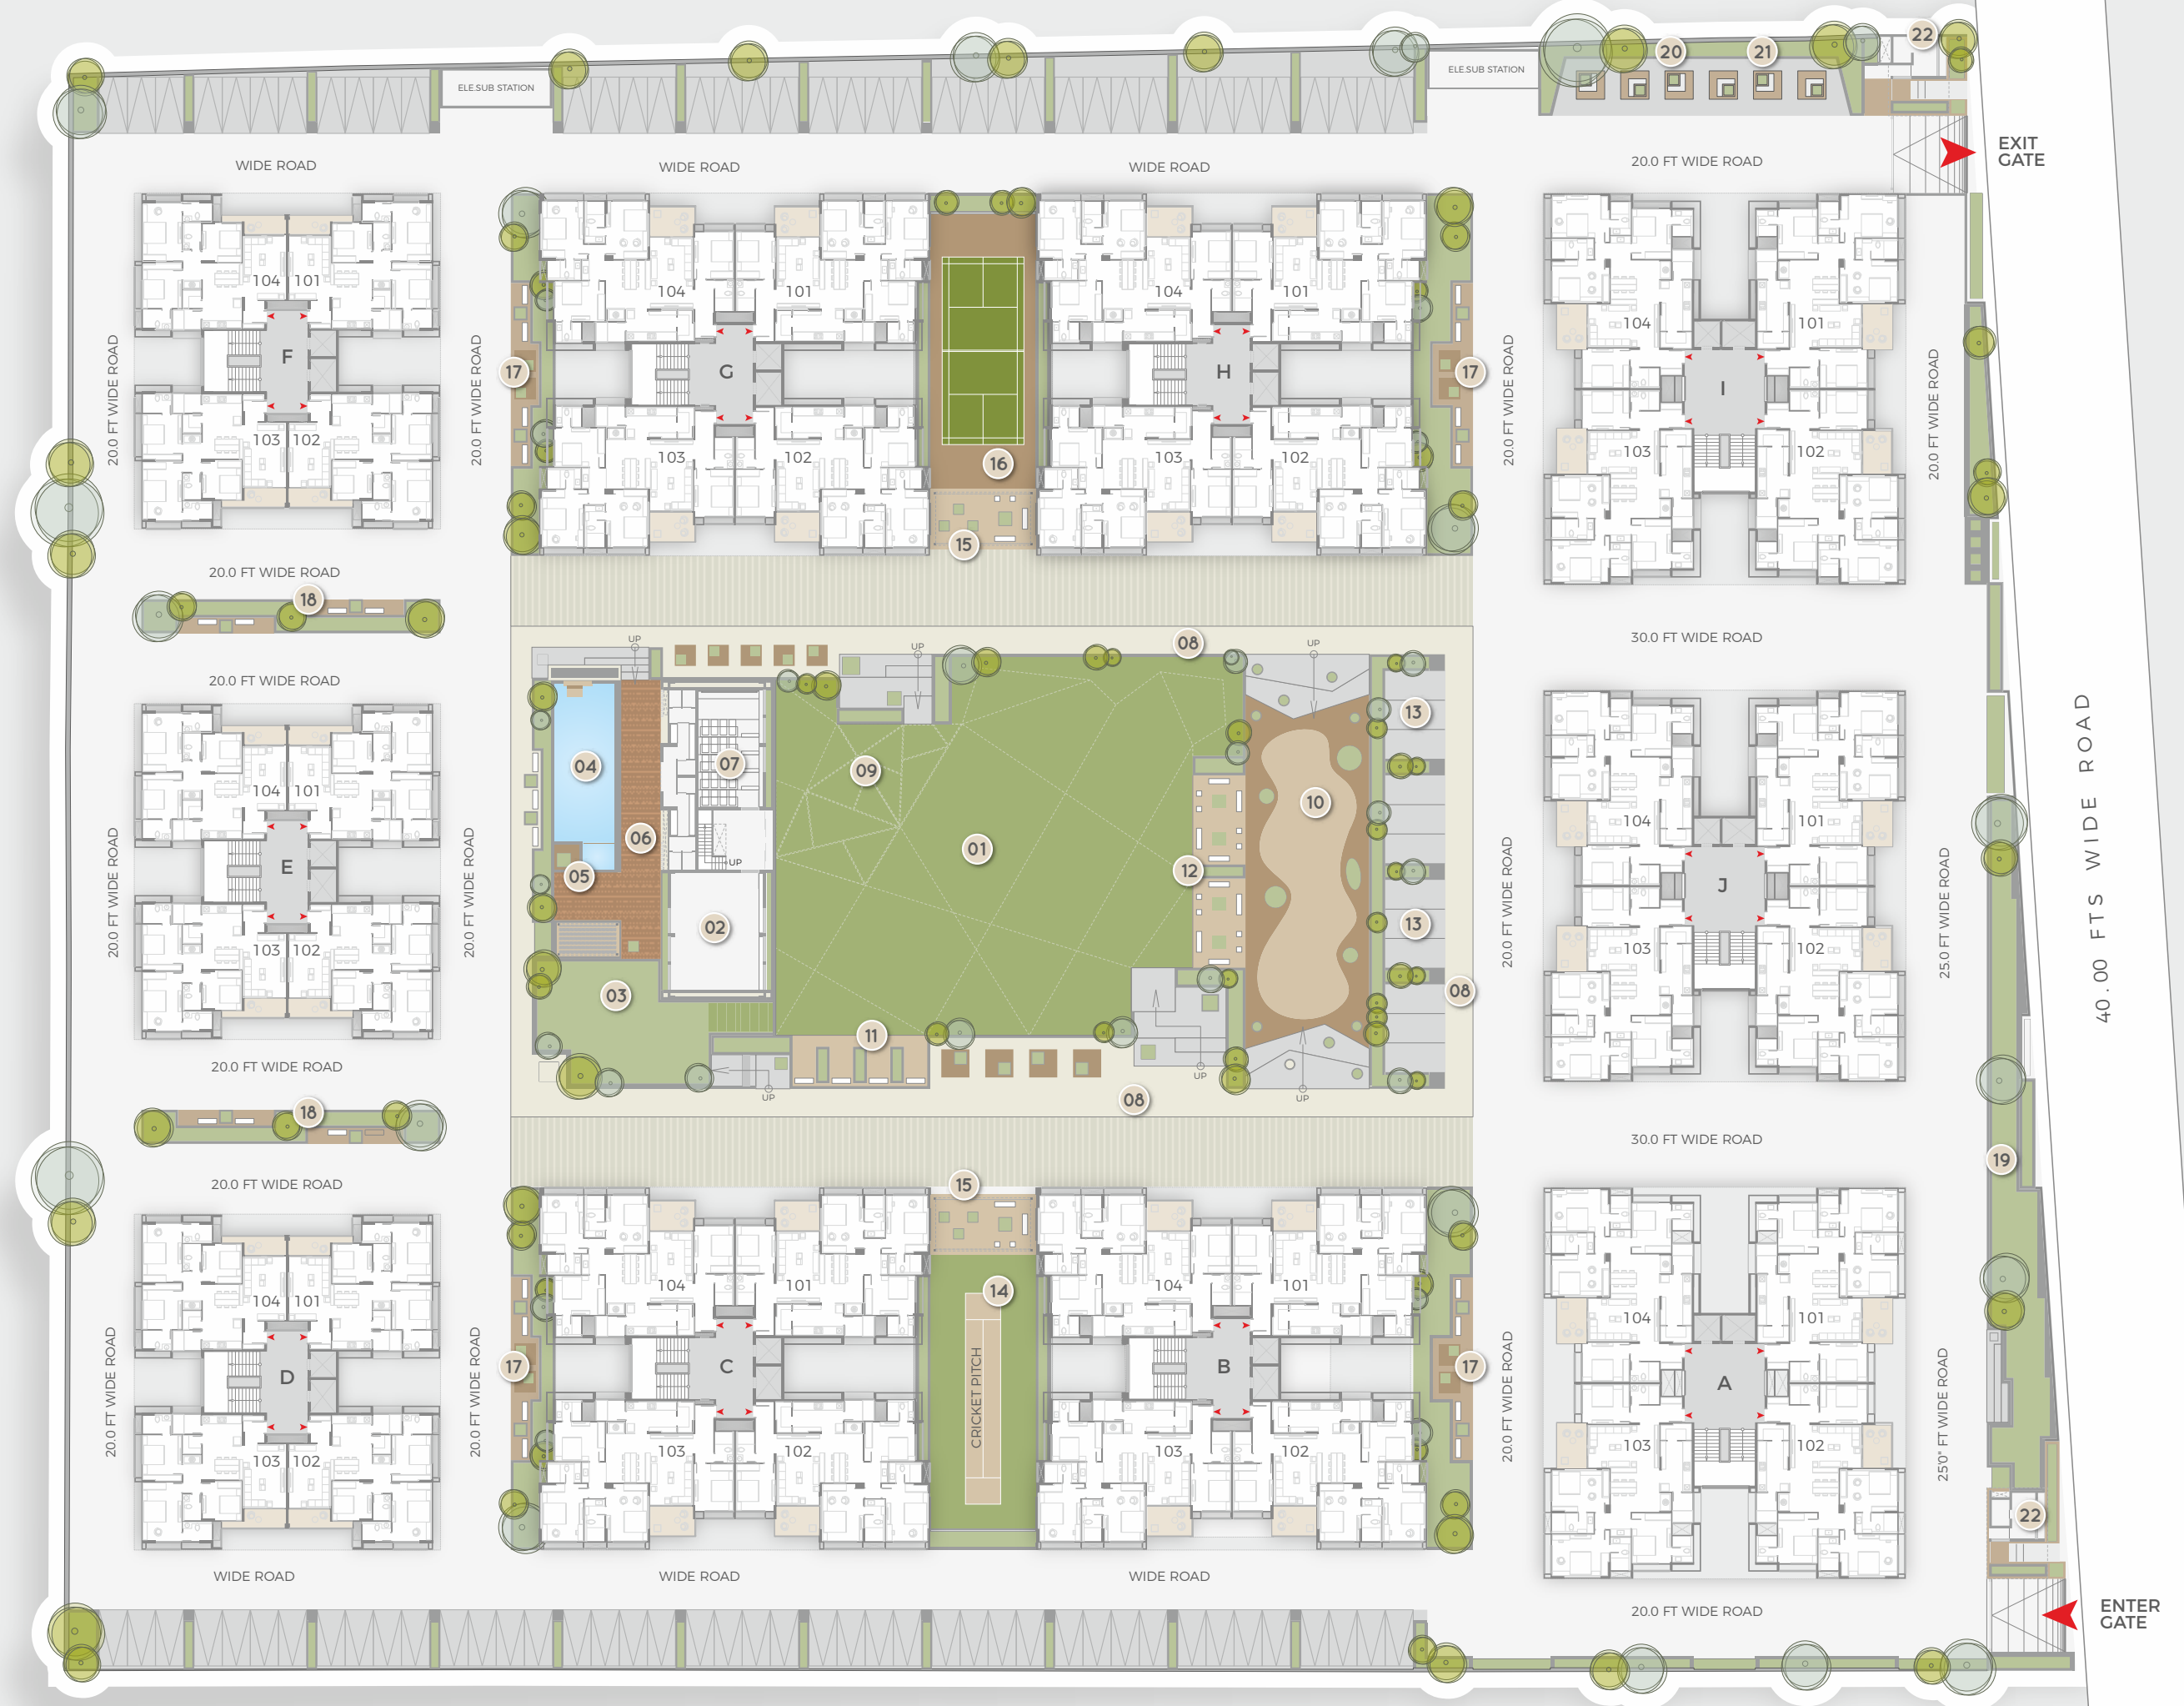 22
20
21
ELE.SUB STATION
ELE.SUB STATION
EXIT
GATE
WIDE ROAD
WIDE ROAD
WIDE ROAD
20.0 FT WIDE ROAD
104 101
F
103 102
20.0 FT WIDE ROAD
20.0 FT WIDE ROAD
17
104 101
G
103 102
16
15
104 101
H
103 102
17
20.0 FT WIDE ROAD
104 101
I
103 102
20.0 FT WIDE ROAD
20.0 FT WIDE ROAD
18
20.0 FT WIDE ROAD
30.0 FT WIDE ROAD
UP
UP
08
UP
104 101
E
103 102
20.0 FT WIDE ROAD
20.0 FT WIDE ROAD
04
07
09
10
13
06
01
UP
12
05
02
13
03
08
11
UP
UP
UP
08
20.0 FT WIDE ROAD
104 101
J
103 102
25.0 FT WIDE ROAD
40.00 FTS WIDE ROAD
20.0 FT WIDE ROAD
18
20.0 FT WIDE ROAD
30.0 FT WIDE ROAD
19
15
104 101
D
103 102
20.0 FT WIDE ROAD
20.0 FT WIDE ROAD
17
104 101
C
103 102
14
CRICKET PITCH
104 101
B
103 102
17
20.0 FT WIDE ROAD
104 101
A
103 102
25'0" FT WIDE ROAD
22
WIDE ROAD
WIDE ROAD
WIDE ROAD
20.0 FT WIDE ROAD
ENTER
GATE